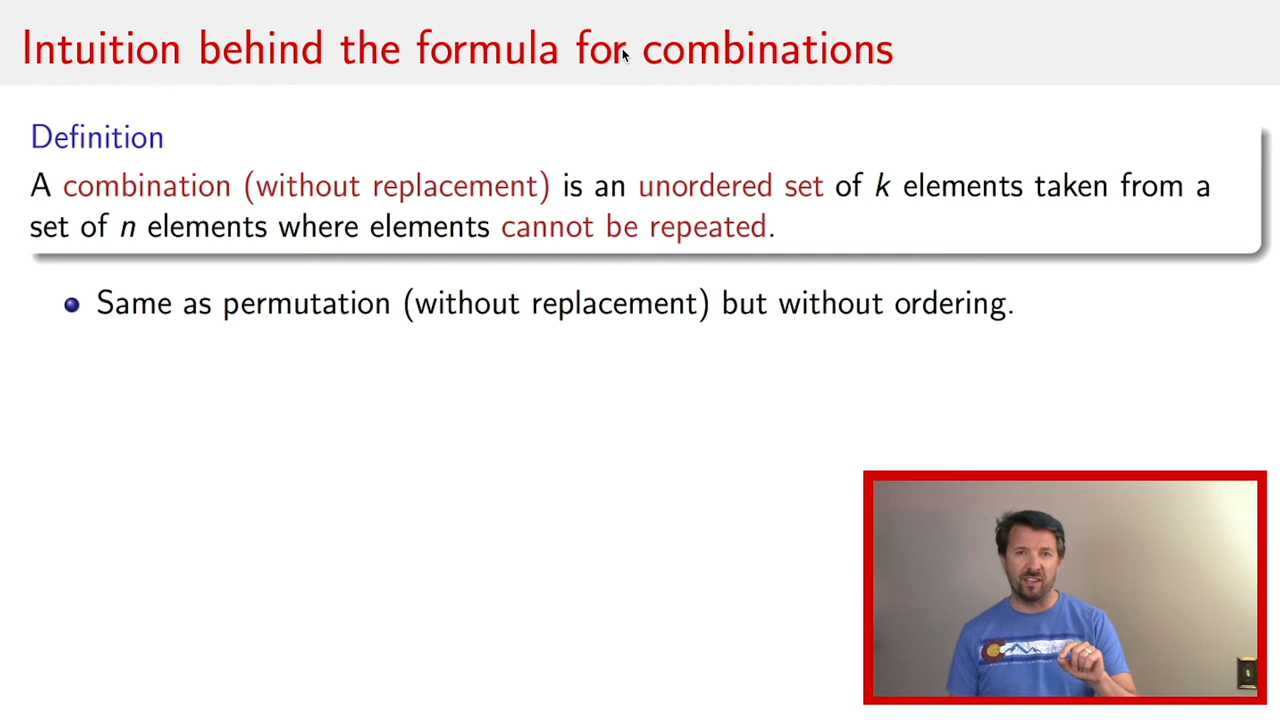 Intuition behind the formula for combinations
Definition
A combination (without replacement) is an unordered set of k elements taken from a
set of n elements where elements cannot be repeated.
Same as permutation (without replacement) but without ordering.